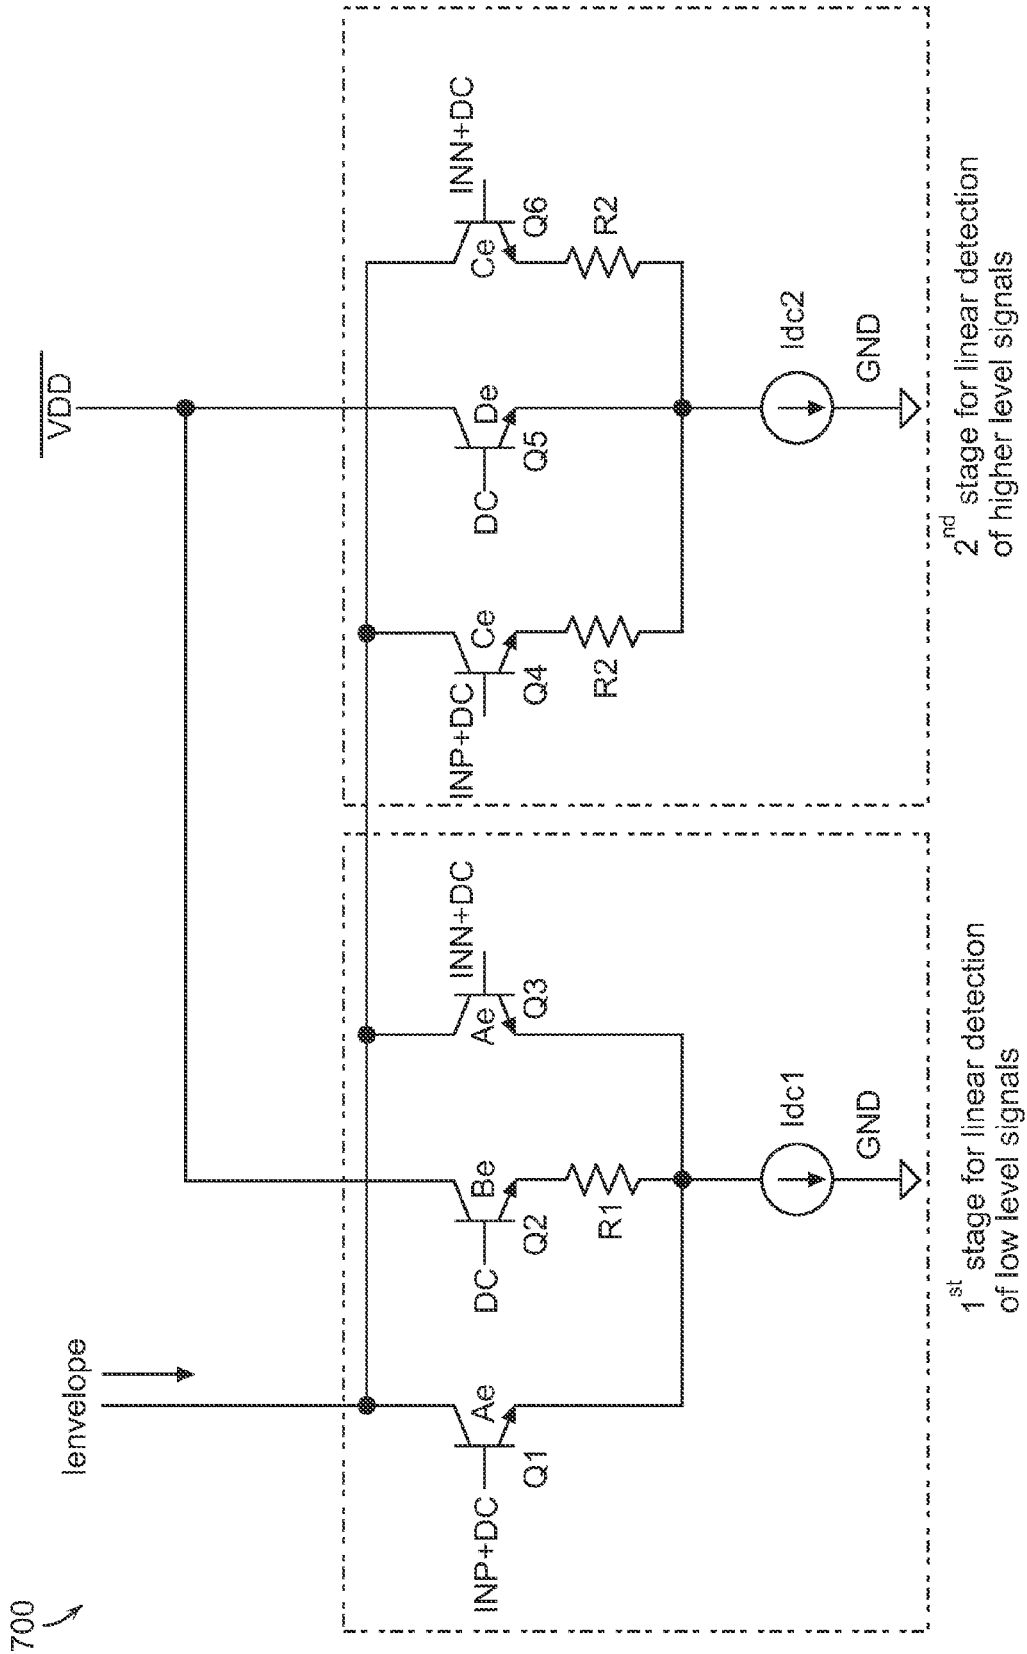 700
Ienvelope
VDD
INP+DC
Q1
Ae
DC
Q2
Be
R1
INN+DC
Q3
Ae
Idc1
GND
1st stage for linear detection
of low level signals
INP+DC
Q4
Ce
R2
DC
Q5
De
INN+DC
Q6
Ce
R2
Idc2
GND
2nd stage for linear detection
of higher level signals